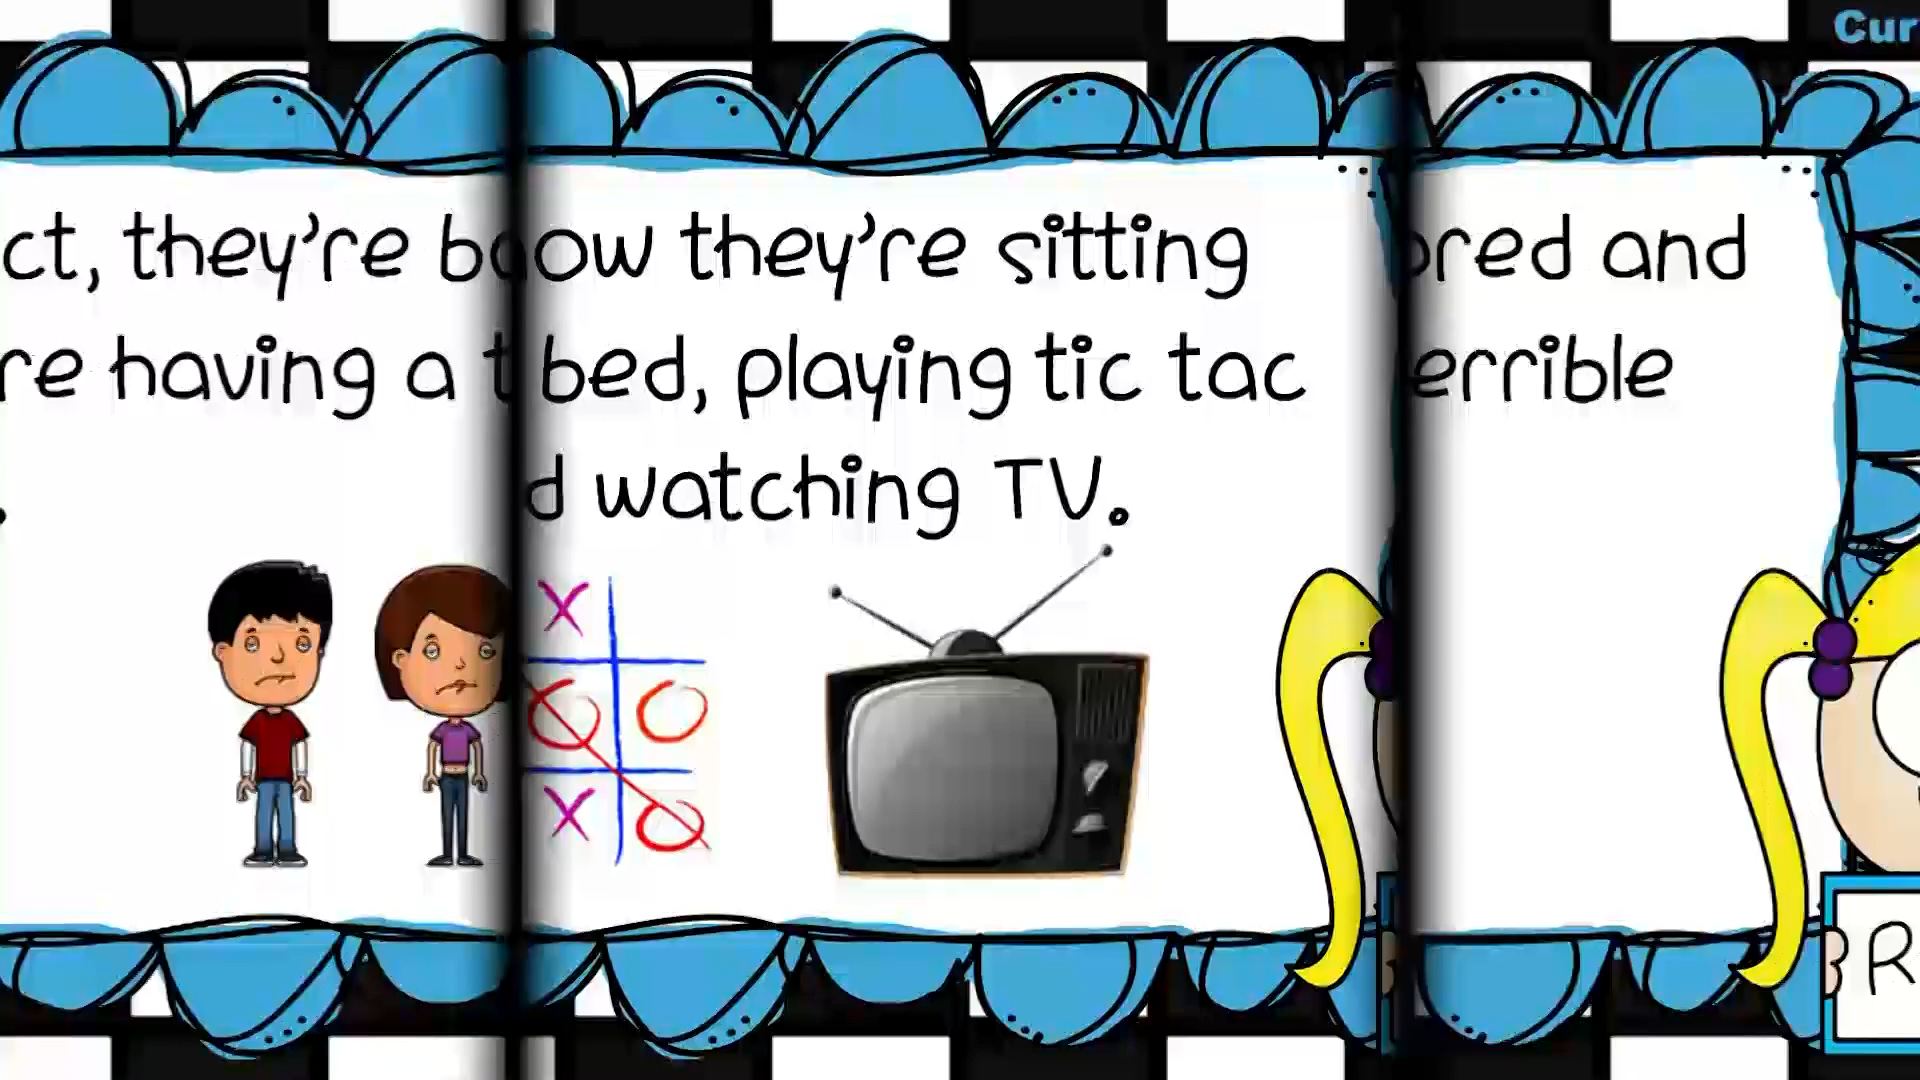 Cur
ct, they're bo
re having a t
ow they're sitting
bed, playing tic tac
d watching TV.
ored and
errible
R